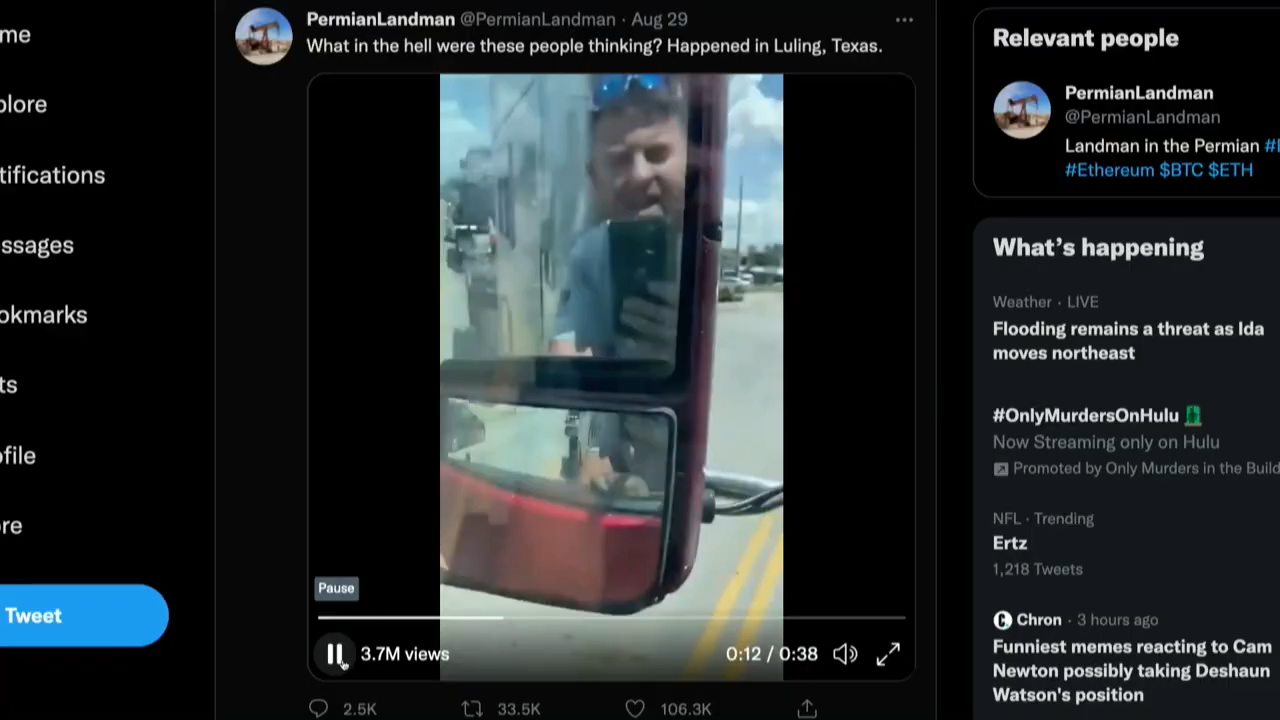 me
plore
tifications
ssages
okmarks
ts
ofile
re
Tweet
PermianLandman @PermianLandman · Aug 29
What in the hell were these people thinking? Happened in Luling, Texas.
Pause
3.7M views
0:12 / 0:38
2.5K
33.5K
106.3K
Relevant people
PermianLandman
@PermianLandman
Landman in the Permian #
#Ethereum $BTC $ETH
What's happening
Weather · LIVE
Flooding remains a threat as Ida
moves northeast
#OnlyMurdersOnHulu
Now Streaming only on Hulu
Promoted by Only Murders in the Build
NFL · Trending
Ertz
1,218 Tweets
Chron · 3 hours ago
Funniest memes reacting to Cam
Newton possibly taking Deshaun
Watson's position